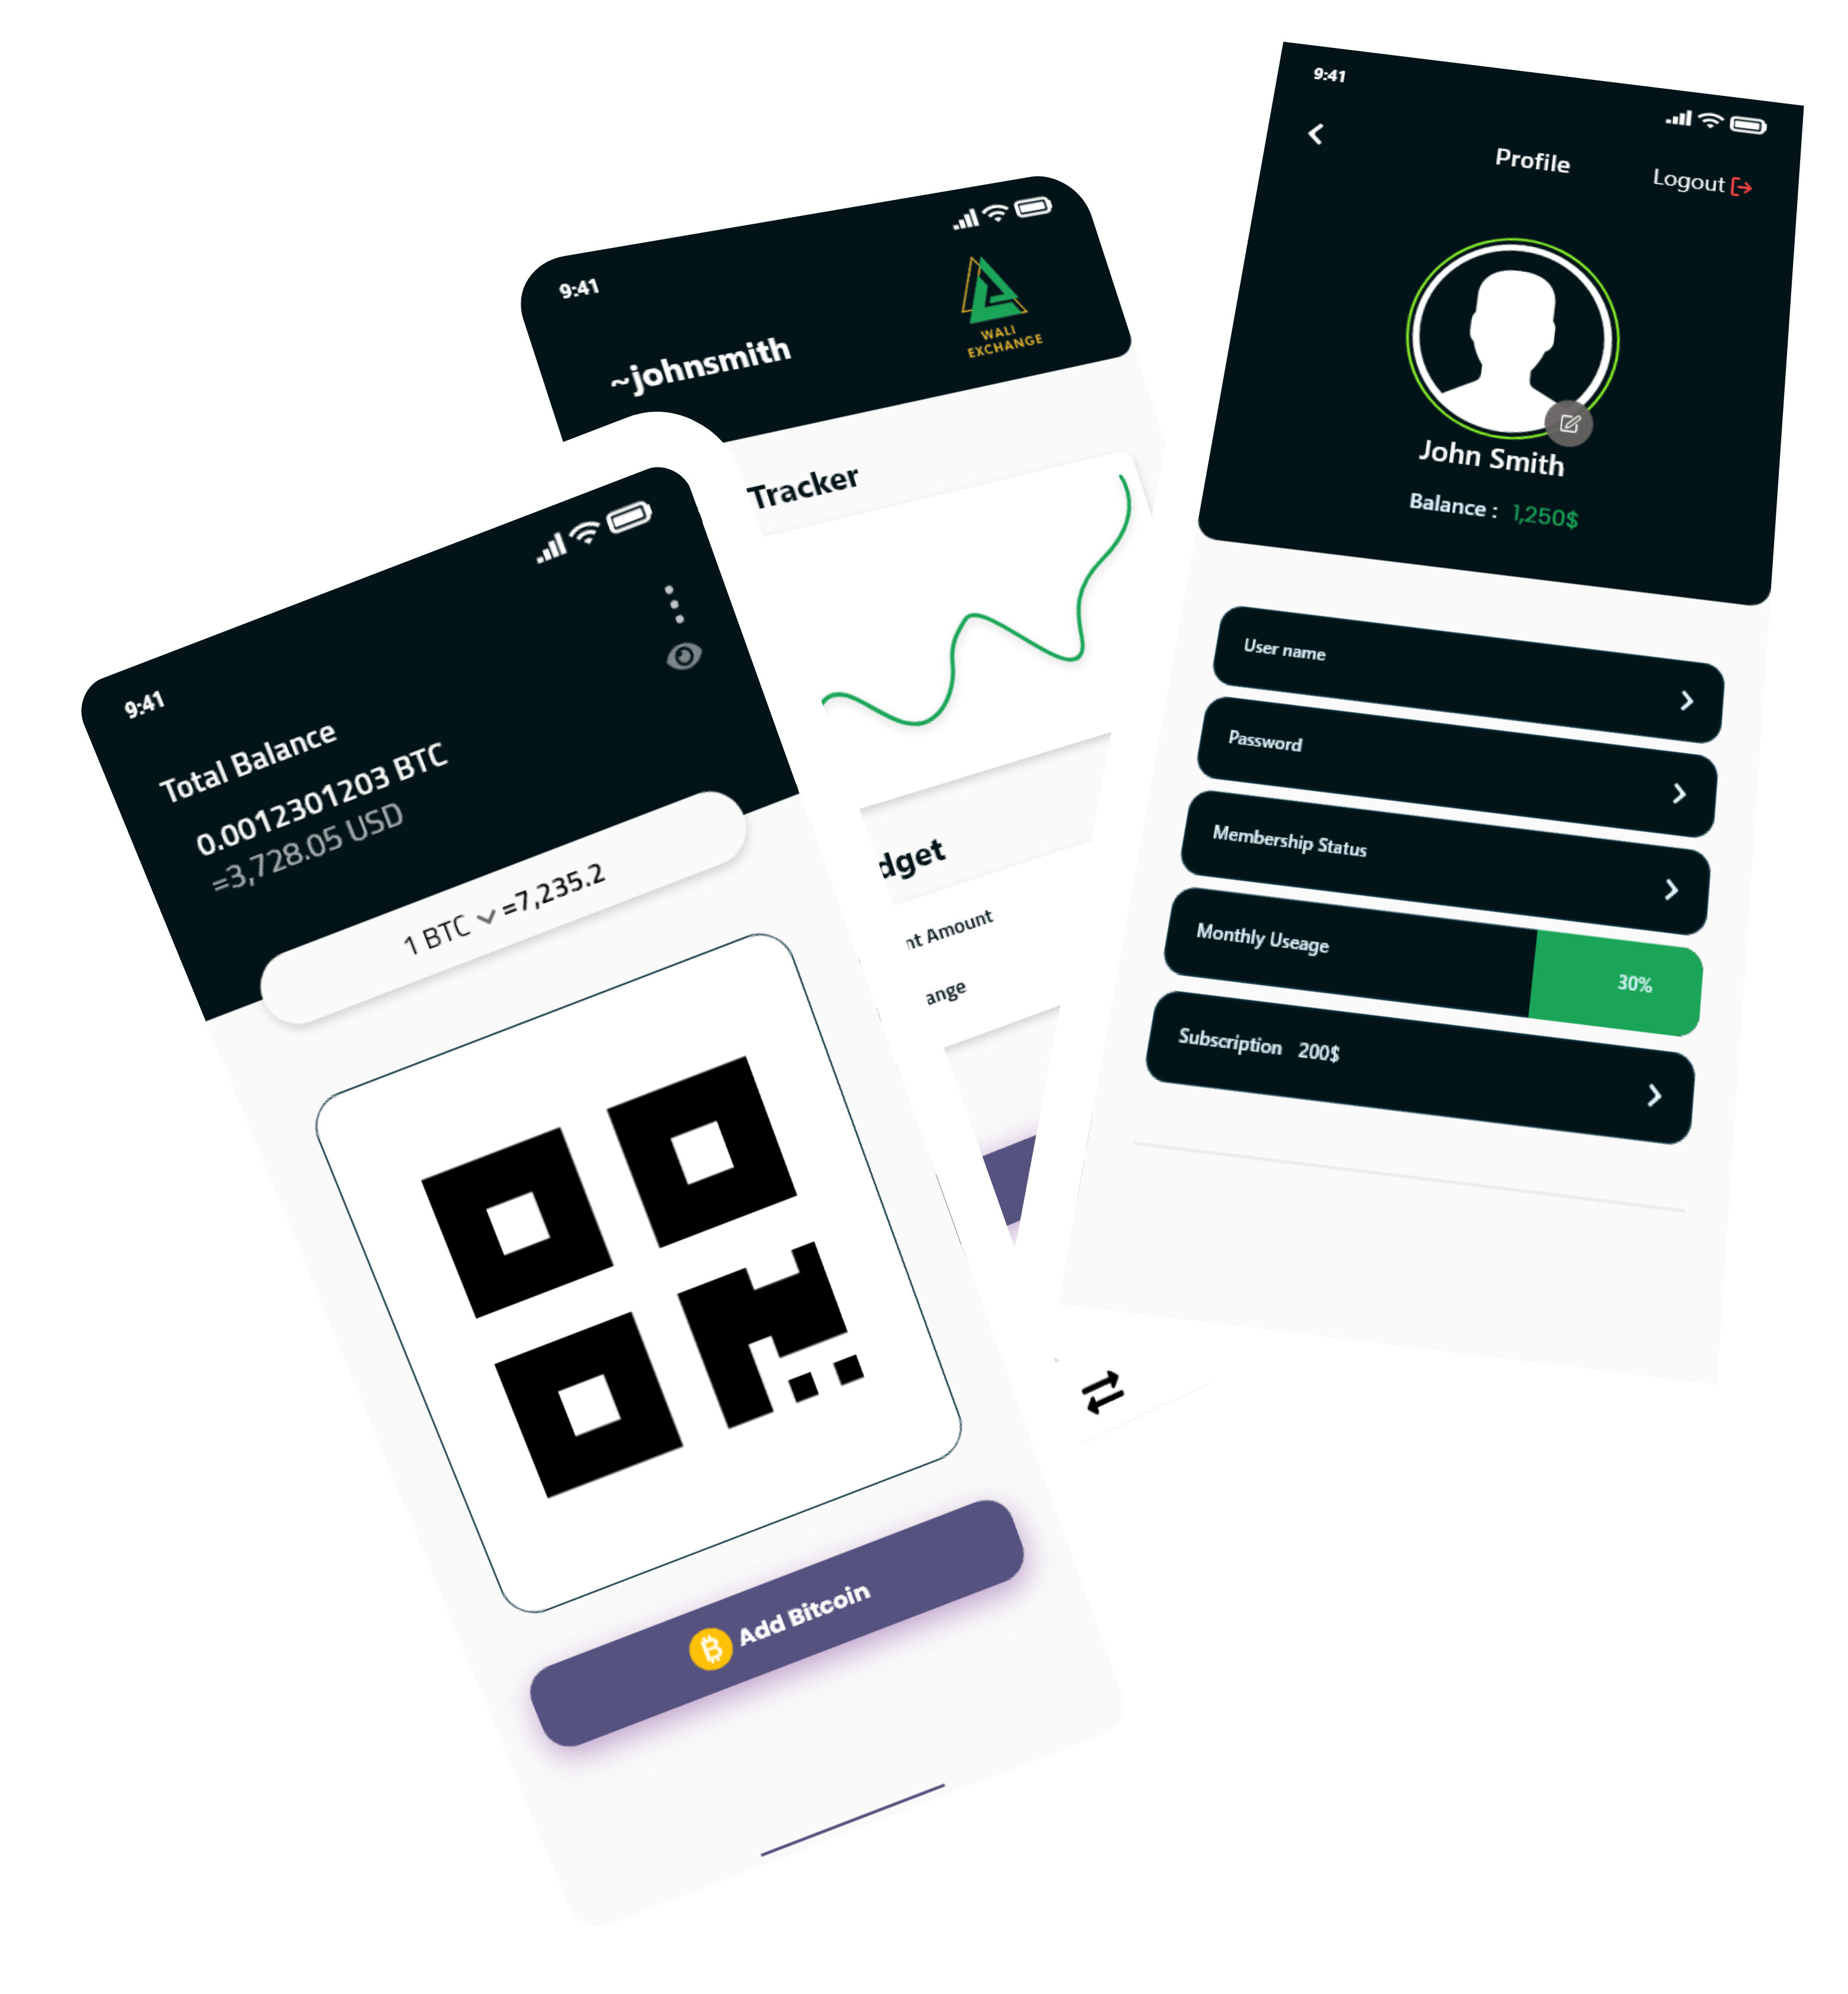 9:41
Total Balance
0.0012301203 BTC
=3,728.05 USD
1 BTC =7,235.2
Add Bitcoin
9:41
~johnsmith
WALI
EXCHANGE
Tracker
dget
nt Amount
ange
9:41
Profile
Logout
John Smith
Balance : 1,250$
User name
Password
Membership Status
Monthly Useage
30%
Subscription 200$